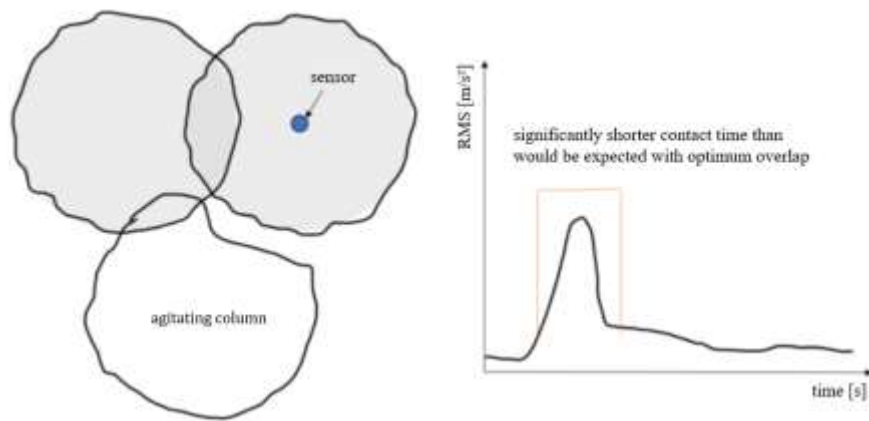 sensor
agitating column
RMS [m/s²]
significantly shorter contact time than
would be expected with optimum overlap
time [s]